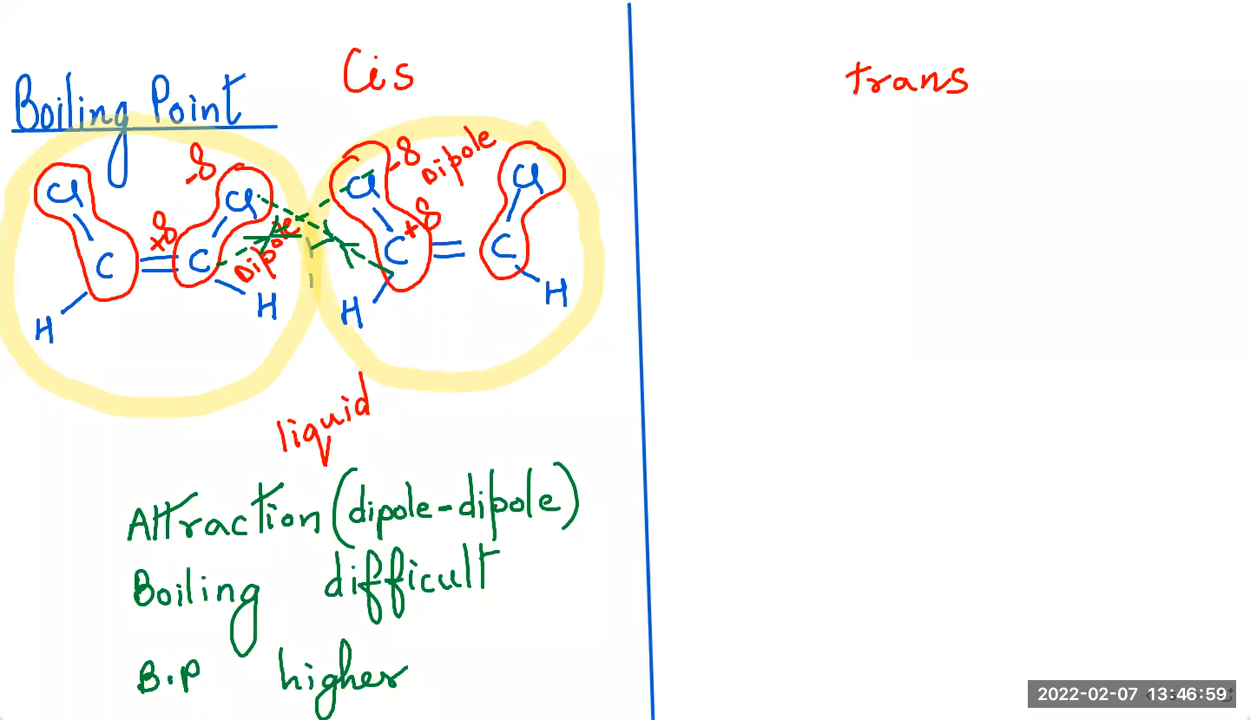 Cis
trans
Boiling Point
-δ
-δ
Dipole
Cl
Cl
Cl
Cl
+δ
+δ
C = C
C = C
Dipole
H
H
H
H
liquid
Attraction (dipole-dipole)
Boiling difficult
B.P higher
2022-02-07 13:46:59